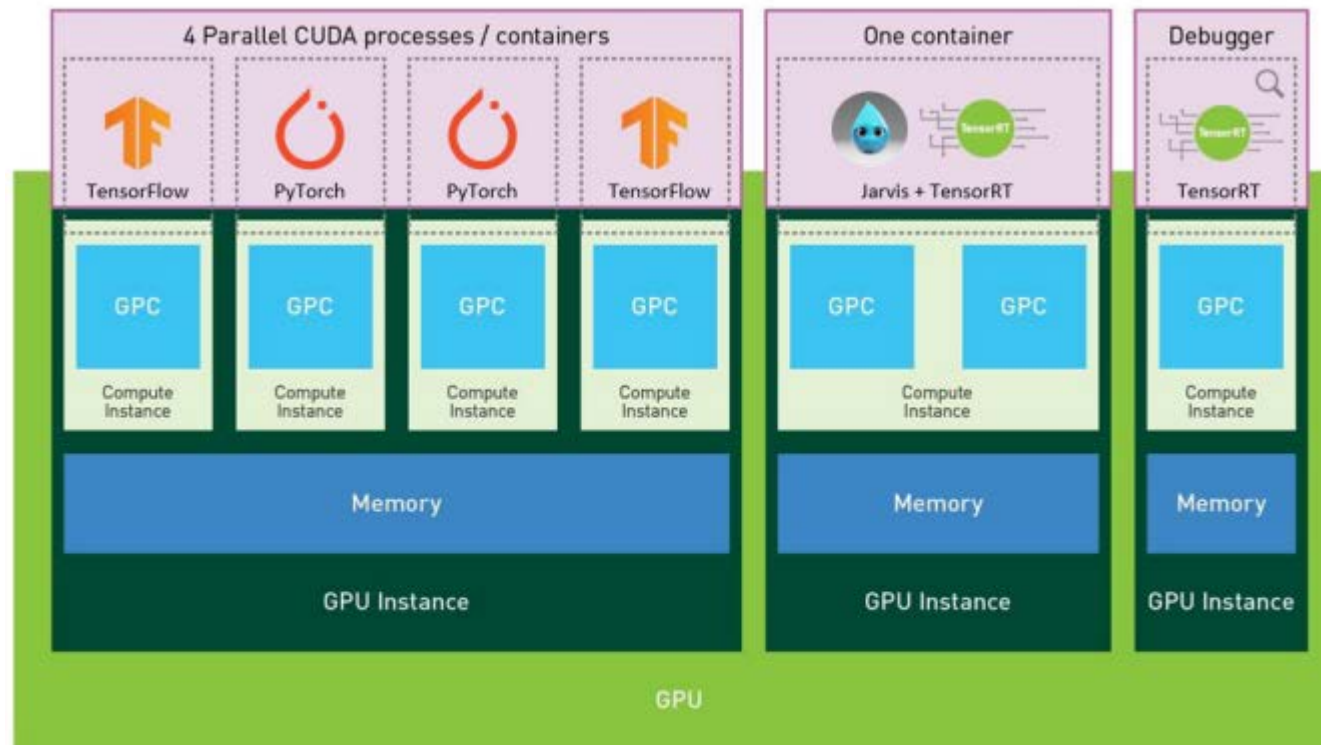 4 Parallel CUDA processes / containers
One container
Debugger
TensorFlow
PyTorch
PyTorch
TensorFlow
TensorRT
Jarvis + TensorRT
TensorRT
TensorRT
GPC
GPC
GPC
GPC
GPC
GPC
GPC
Compute
Instance
Compute
Instance
Compute
Instance
Compute
Instance
Compute
Instance
Compute
Instance
Memory
Memory
Memory
GPU Instance
GPU Instance
GPU Instance
GPU